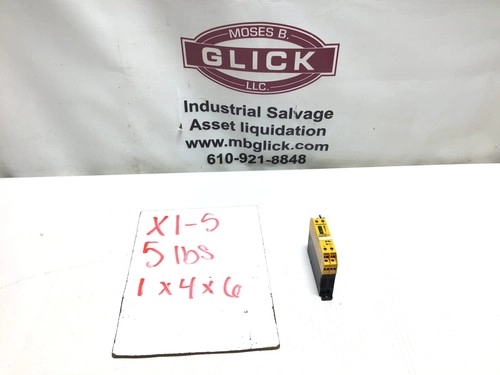 MOSES B.
GLICK
LLC.
Industrial Salvage
Asset liquidation
www.mbglick.com
610-921-8848
X1-5
5 lbs
1 x 4 x 6